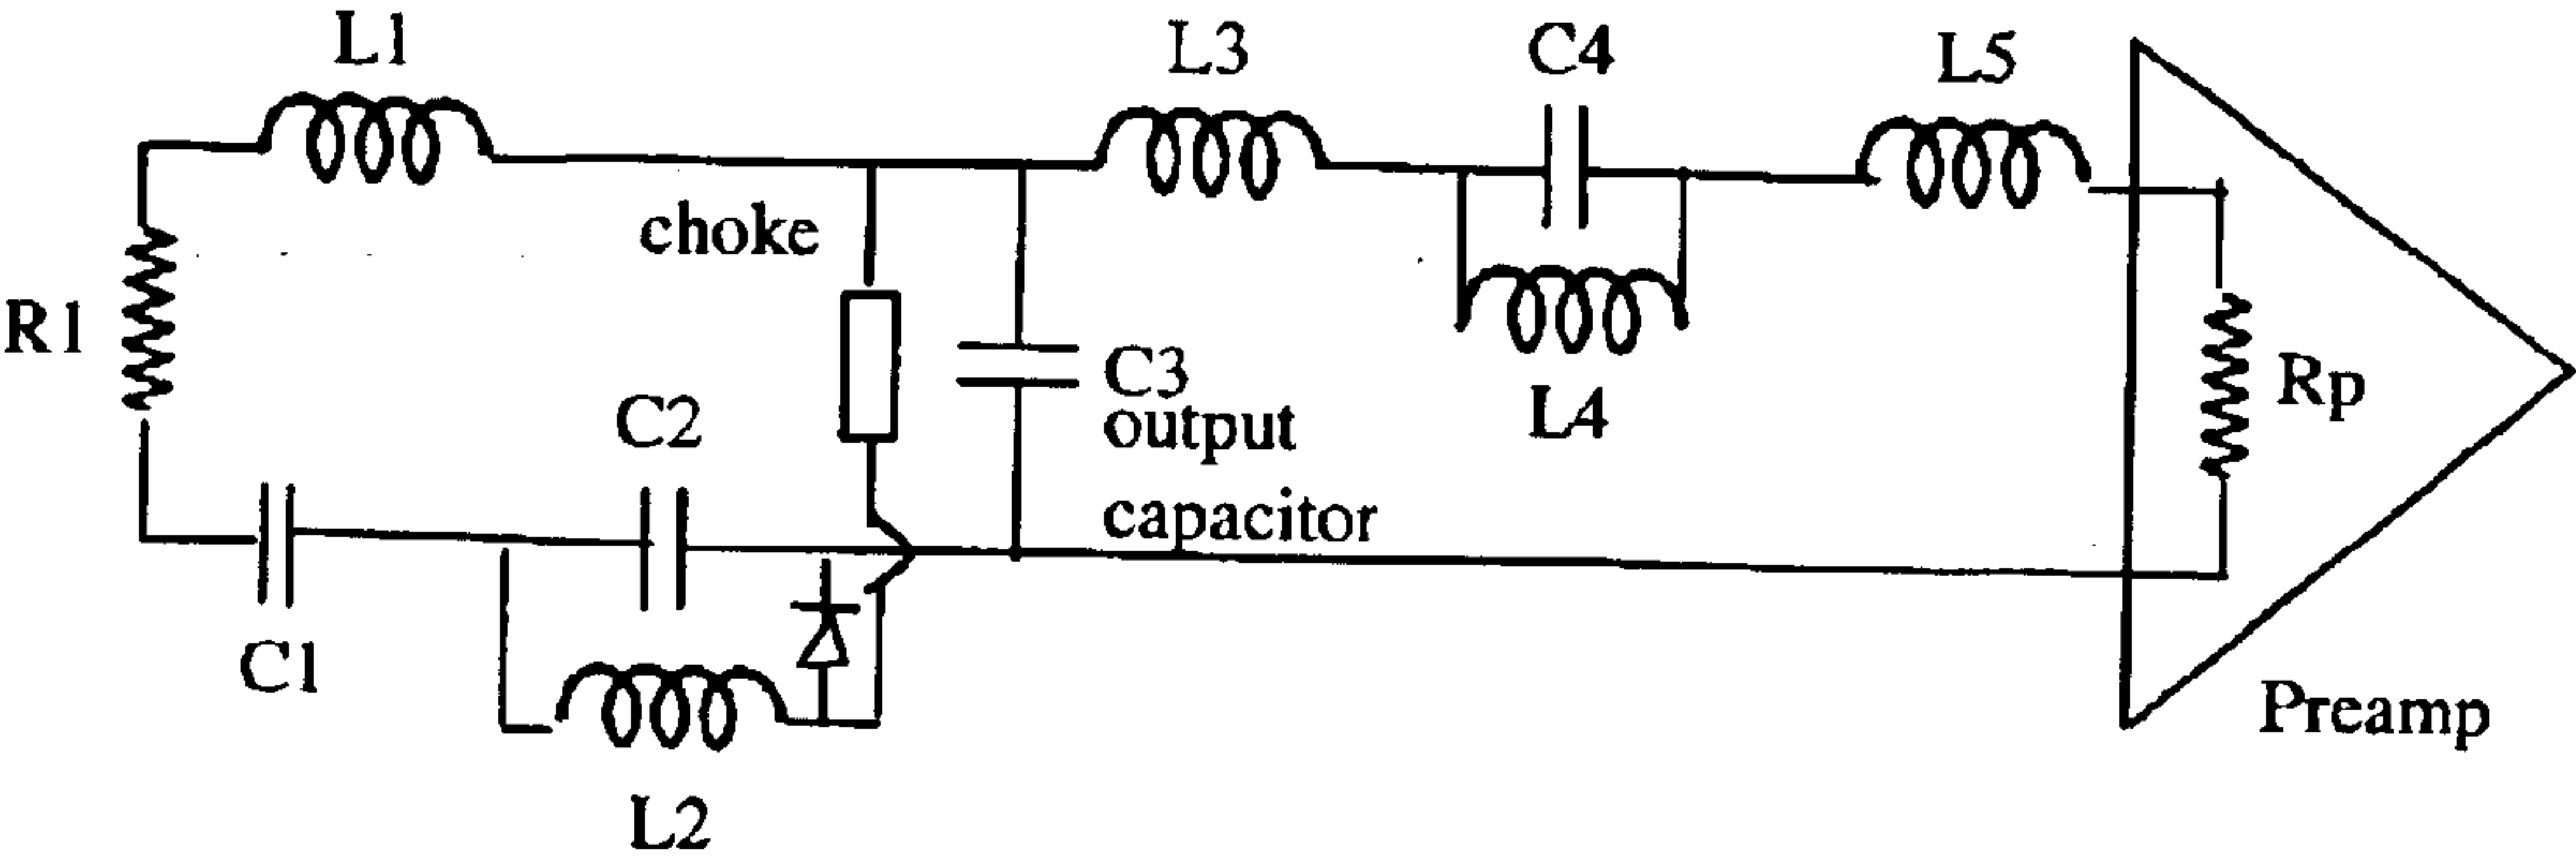 L1
L3
C4
L5
choke
R1
C3
output
capacitor
C2
L4
Rp
C1
L2
Preamp